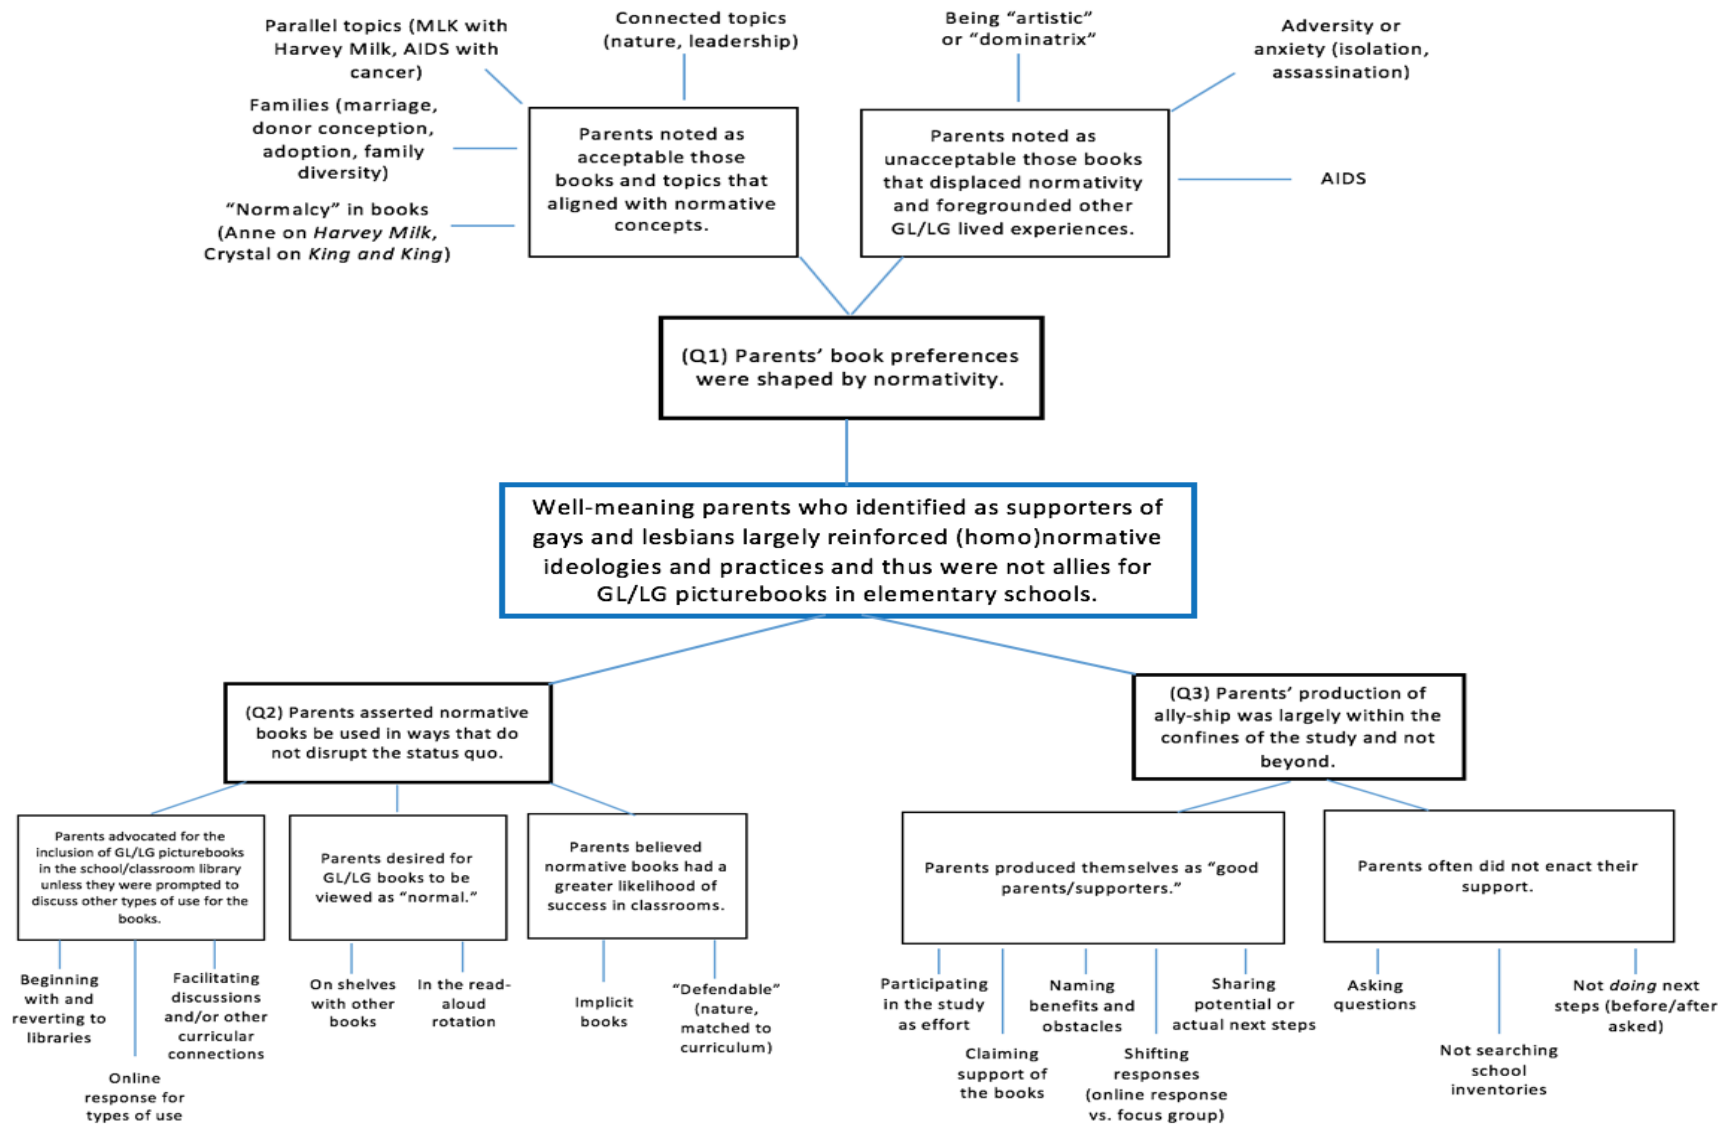 Parallel topics (MLK with
Harvey Milk, AIDS with
cancer)
Connected topics
(nature, leadership)
Being “artistic”
or “dominatrix”
Adversity or
anxiety (isolation,
assassination)
Families (marriage,
donor conception,
adoption, family
diversity)
“Normalcy” in books
(Anne on Harvey Milk,
Crystal on King and King)
Parents noted as
acceptable those
books and topics that
aligned with normative
concepts.
Parents noted as
unacceptable those books
that displaced normativity
and foregrounded other
GL/LG lived experiences.
AIDS
(Q1) Parents’ book preferences
were shaped by normativity.
Well-meaning parents who identified as supporters of
gays and lesbians largely reinforced (homo)normative
ideologies and practices and thus were not allies for
GL/LG picturebooks in elementary schools.
(Q2) Parents asserted normative
books be used in ways that do
not disrupt the status quo.
(Q3) Parents’ production of
ally-ship was largely within the
confines of the study and not
beyond.
Parents advocated for the
inclusion of GL/LG picturebooks
in the school/classroom library
unless they were prompted to
discuss other types of use for the
books.
Parents desired for
GL/LG books to be
viewed as “normal.”
Parents believed
normative books had a
greater likelihood of
success in classrooms.
Parents produced themselves as “good
parents/supporters.”
Parents often did not enact their
support.
Beginning
with and
reverting to
libraries
Online
response for
types of use
Facilitating
discussions
and/or other
curricular
connections
On shelves
with other
books
In the read-
aloud
rotation
Implicit
books
“Defendable”
(nature,
matched to
curriculum)
Participating
in the study
as effort
Claiming
support of
the books
Naming
benefits and
obstacles
Shifting
responses
(online response
vs. focus group)
Sharing
potential or
actual next steps
Asking
questions
Not searching
school
inventories
Not doing next
steps (before/after
asked)